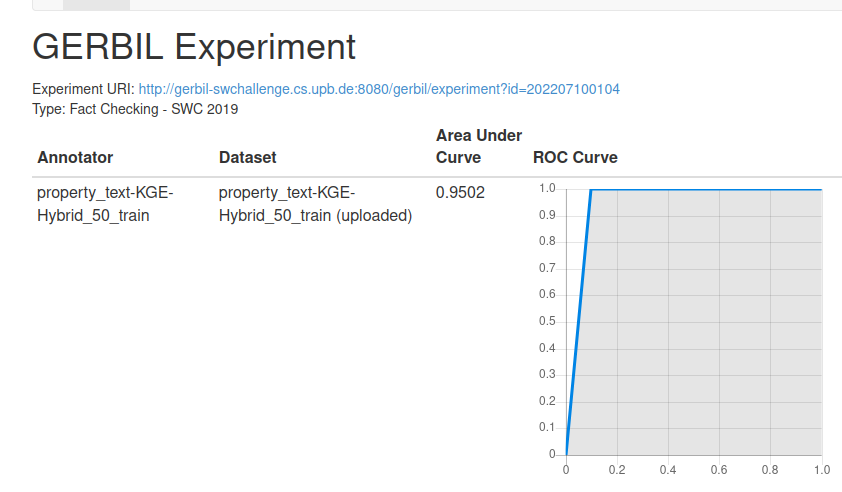 GERBIL Experiment
Experiment URI: http://gerbil-swchallenge.cs.upb.de:8080/gerbil/experiment?id=202207100104
Type: Fact Checking - SWC 2019
Annotator Dataset Area Under Curve ROC Curve
property_text-KGE-
Hybrid_50_train
property_text-KGE-
Hybrid_50_train (uploaded)
0.9502
1.0
0.9
0.8
0.7
0.6
0.5
0.4
0.3
0.2
0.1
0
0 0.2 0.4 0.6 0.8 1.0